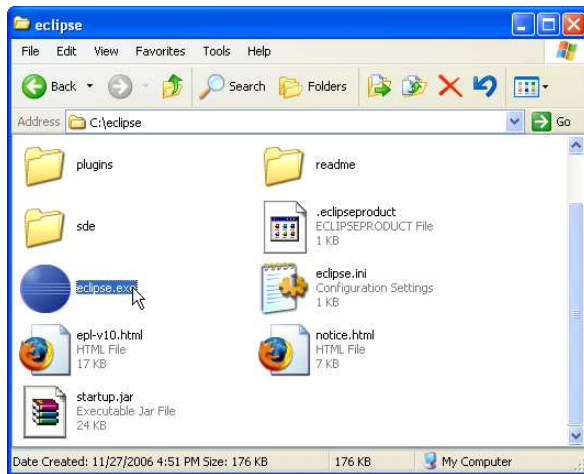 eclipse
File Edit View Favorites Tools Help
Back Search Folders
Address C:\eclipse Go
plugins
readme
sde
.eclipseproduct
ECLIPSEPRODUCT File
1 KB
eclipse.exe
eclipse.ini
Configuration Settings
1 KB
epl-v10.html
HTML File
17 KB
notice.html
HTML File
7 KB
startup.jar
Executable Jar File
24 KB
Date Created: 11/27/2006 4:51 PM Size: 176 KB 176 KB My Computer